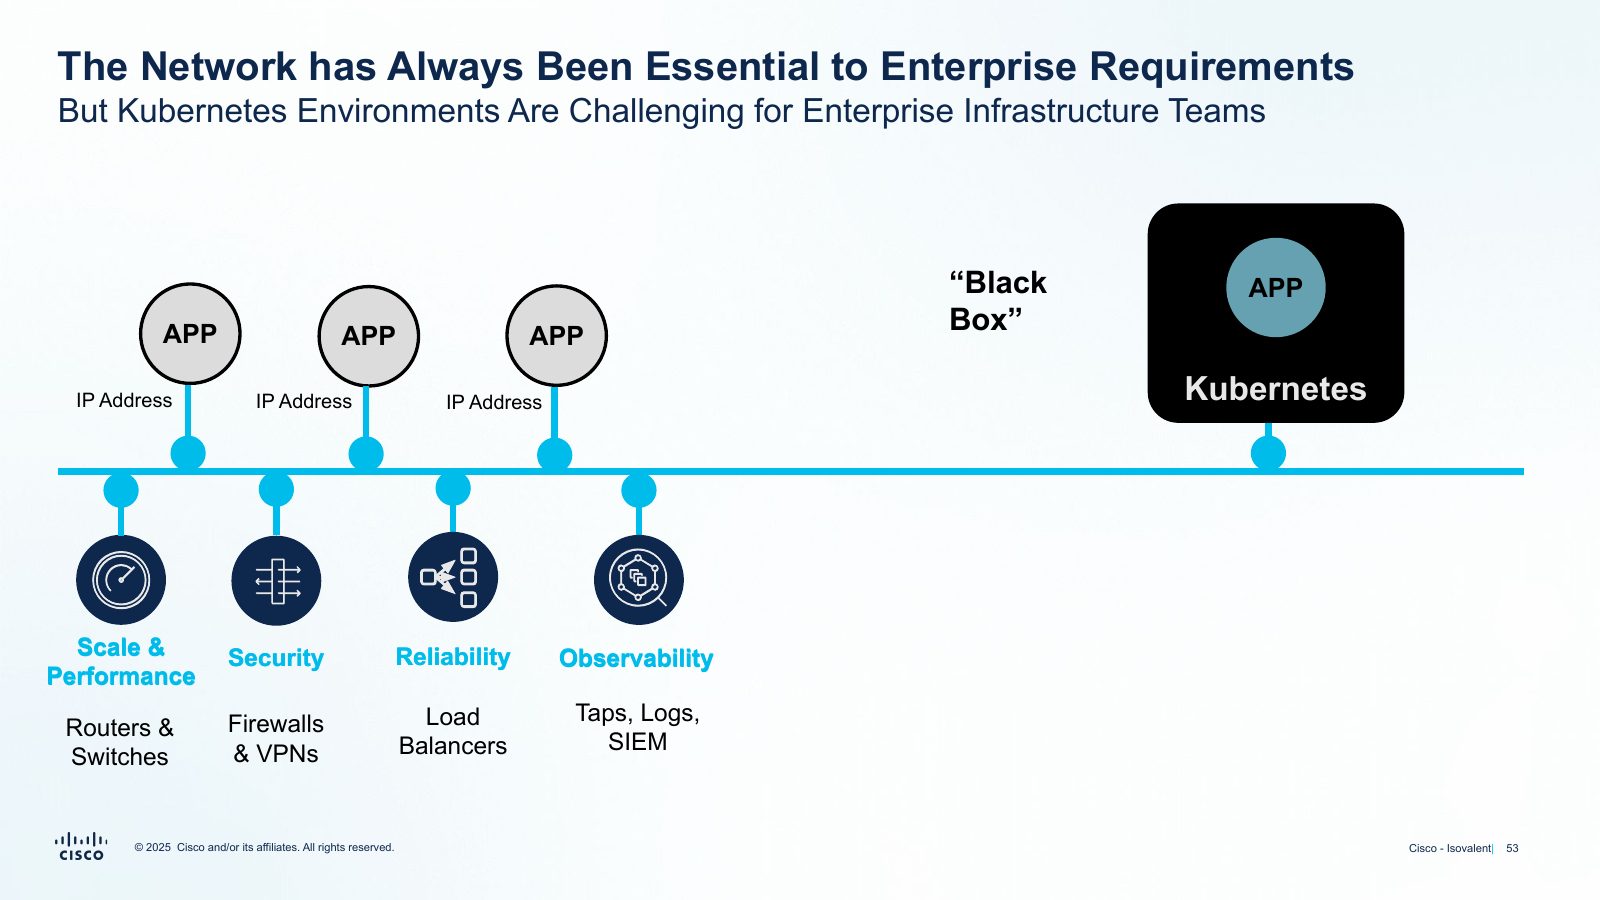 The Network has Always Been Essential to Enterprise Requirements
But Kubernetes Environments Are Challenging for Enterprise Infrastructure Teams
APP
APP
APP
IP Address
IP Address
IP Address
“Black
Box”
APP
Kubernetes
Scale &
Performance
Routers &
Switches
Security
Firewalls
& VPNs
Reliability
Load
Balancers
Observability
Taps, Logs,
SIEM
CISCO
© 2025 Cisco and/or its affiliates. All rights reserved.
Cisco - Isovalent| 53